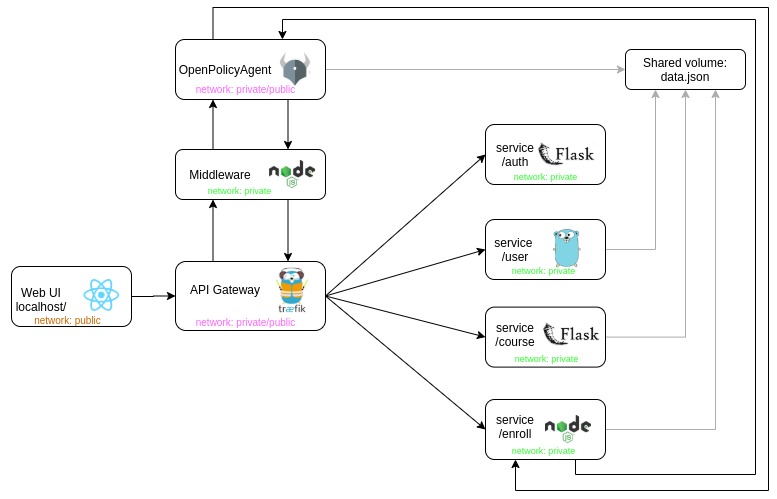 OpenPolicyAgent
network: private/public
Shared volume:
data.json
Middleware
node
JS
network: private
service
/auth
Flask
network: private
service
/user
network: private
Web UI
localhost/
network: public
API Gateway
træfik
network: private/public
service
/course
Flask
network: private
service
/enroll
node
JS
network: private